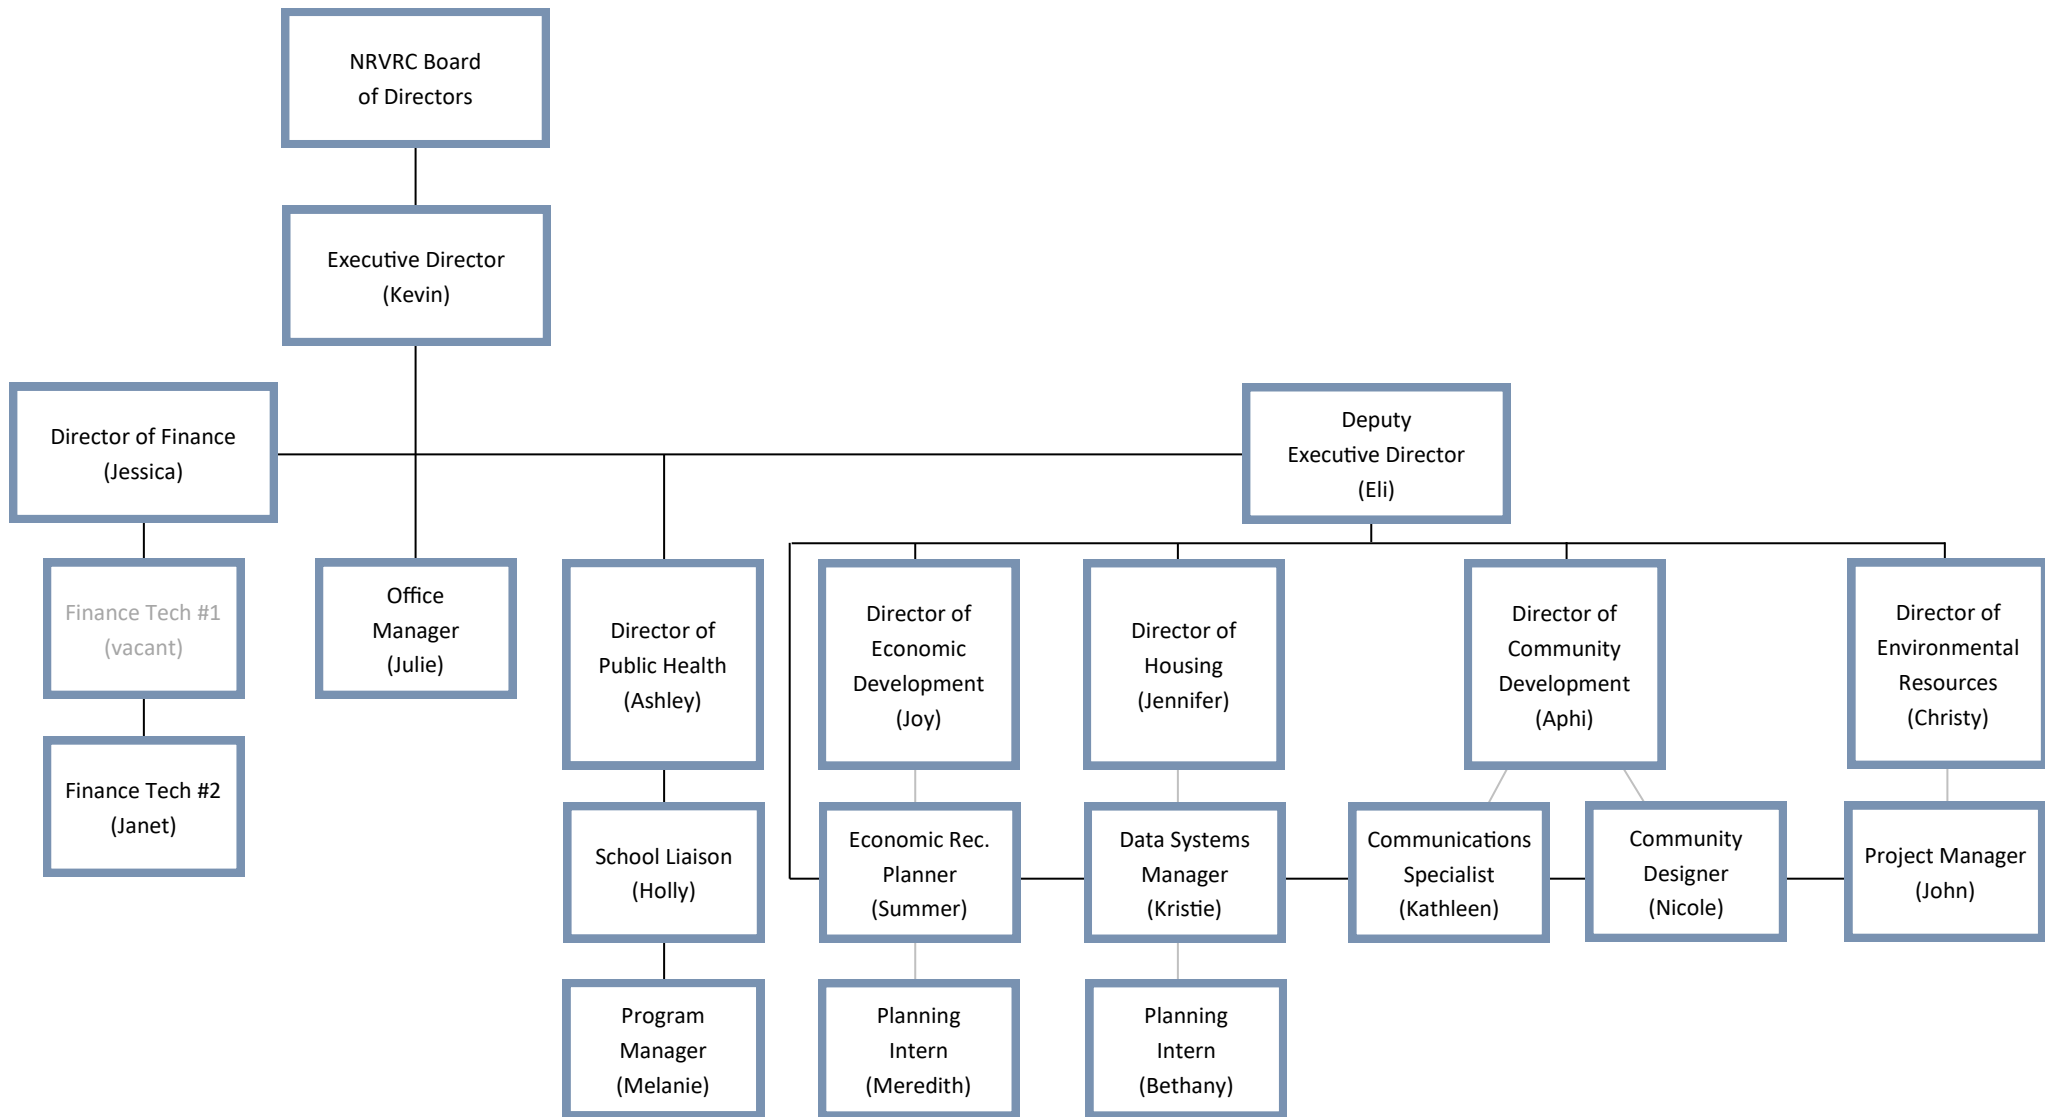 NRVRC Board
of Directors
Executive Director
(Kevin)
Director of Finance
(Jessica)
Deputy
Executive Director
(Eli)
Finance Tech #1
(vacant)
Office
Manager
(Julie)
Director of
Public Health
(Ashley)
Director of
Economic
Development
(Joy)
Director of
Housing
(Jennifer)
Director of
Community
Development
(Aphi)
Director of
Environmental
Resources
(Christy)
Finance Tech #2
(Janet)
School Liaison
(Holly)
Economic Rec.
Planner
(Summer)
Data Systems
Manager
(Kristie)
Communications
Specialist
(Kathleen)
Community
Designer
(Nicole)
Project Manager
(John)
Program
Manager
(Melanie)
Planning
Intern
(Meredith)
Planning
Intern
(Bethany)